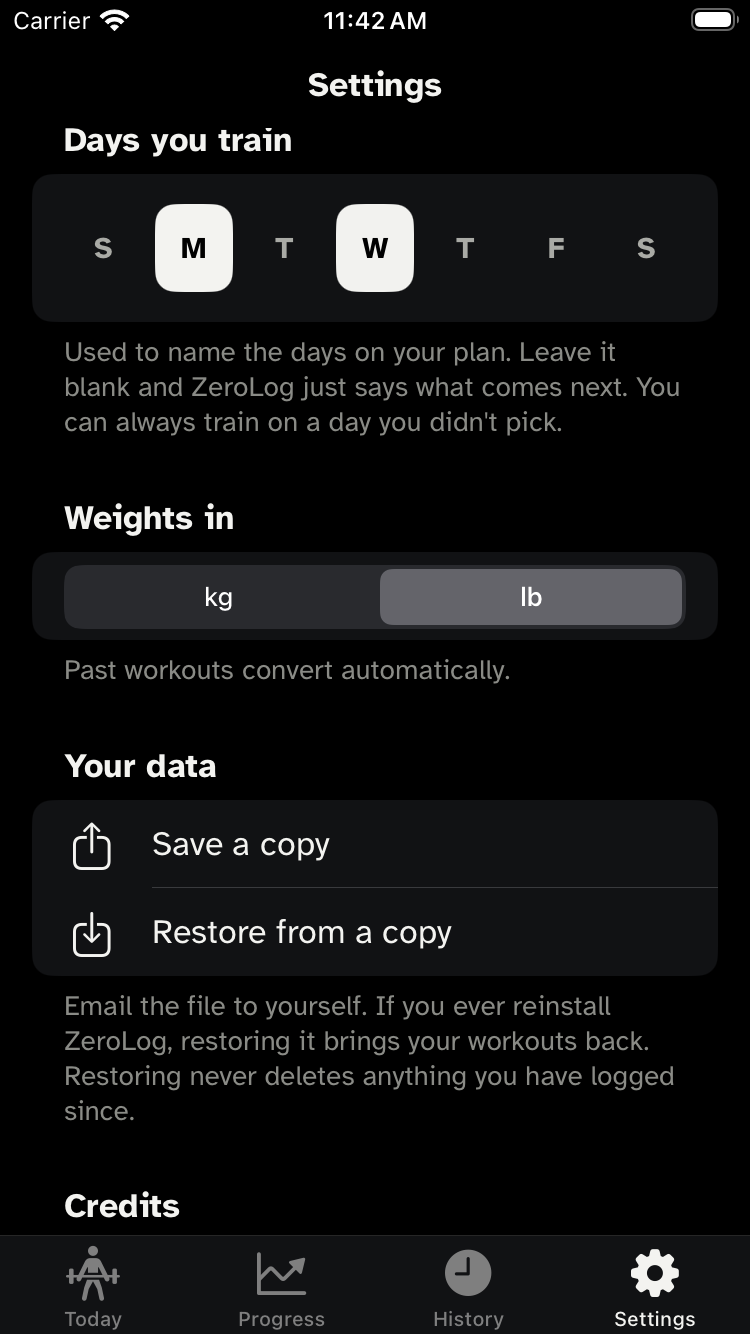 Carrier 11:42 AM
Settings
Days you train
S M T W T F S
Used to name the days on your plan. Leave it
blank and ZeroLog just says what comes next. You
can always train on a day you didn't pick.
Weights in
kg lb
Past workouts convert automatically.
Your data
Save a copy
Restore from a copy
Email the file to yourself. If you ever reinstall
ZeroLog, restoring it brings your workouts back.
Restoring never deletes anything you have logged
since.
Credits
Today Progress History Settings